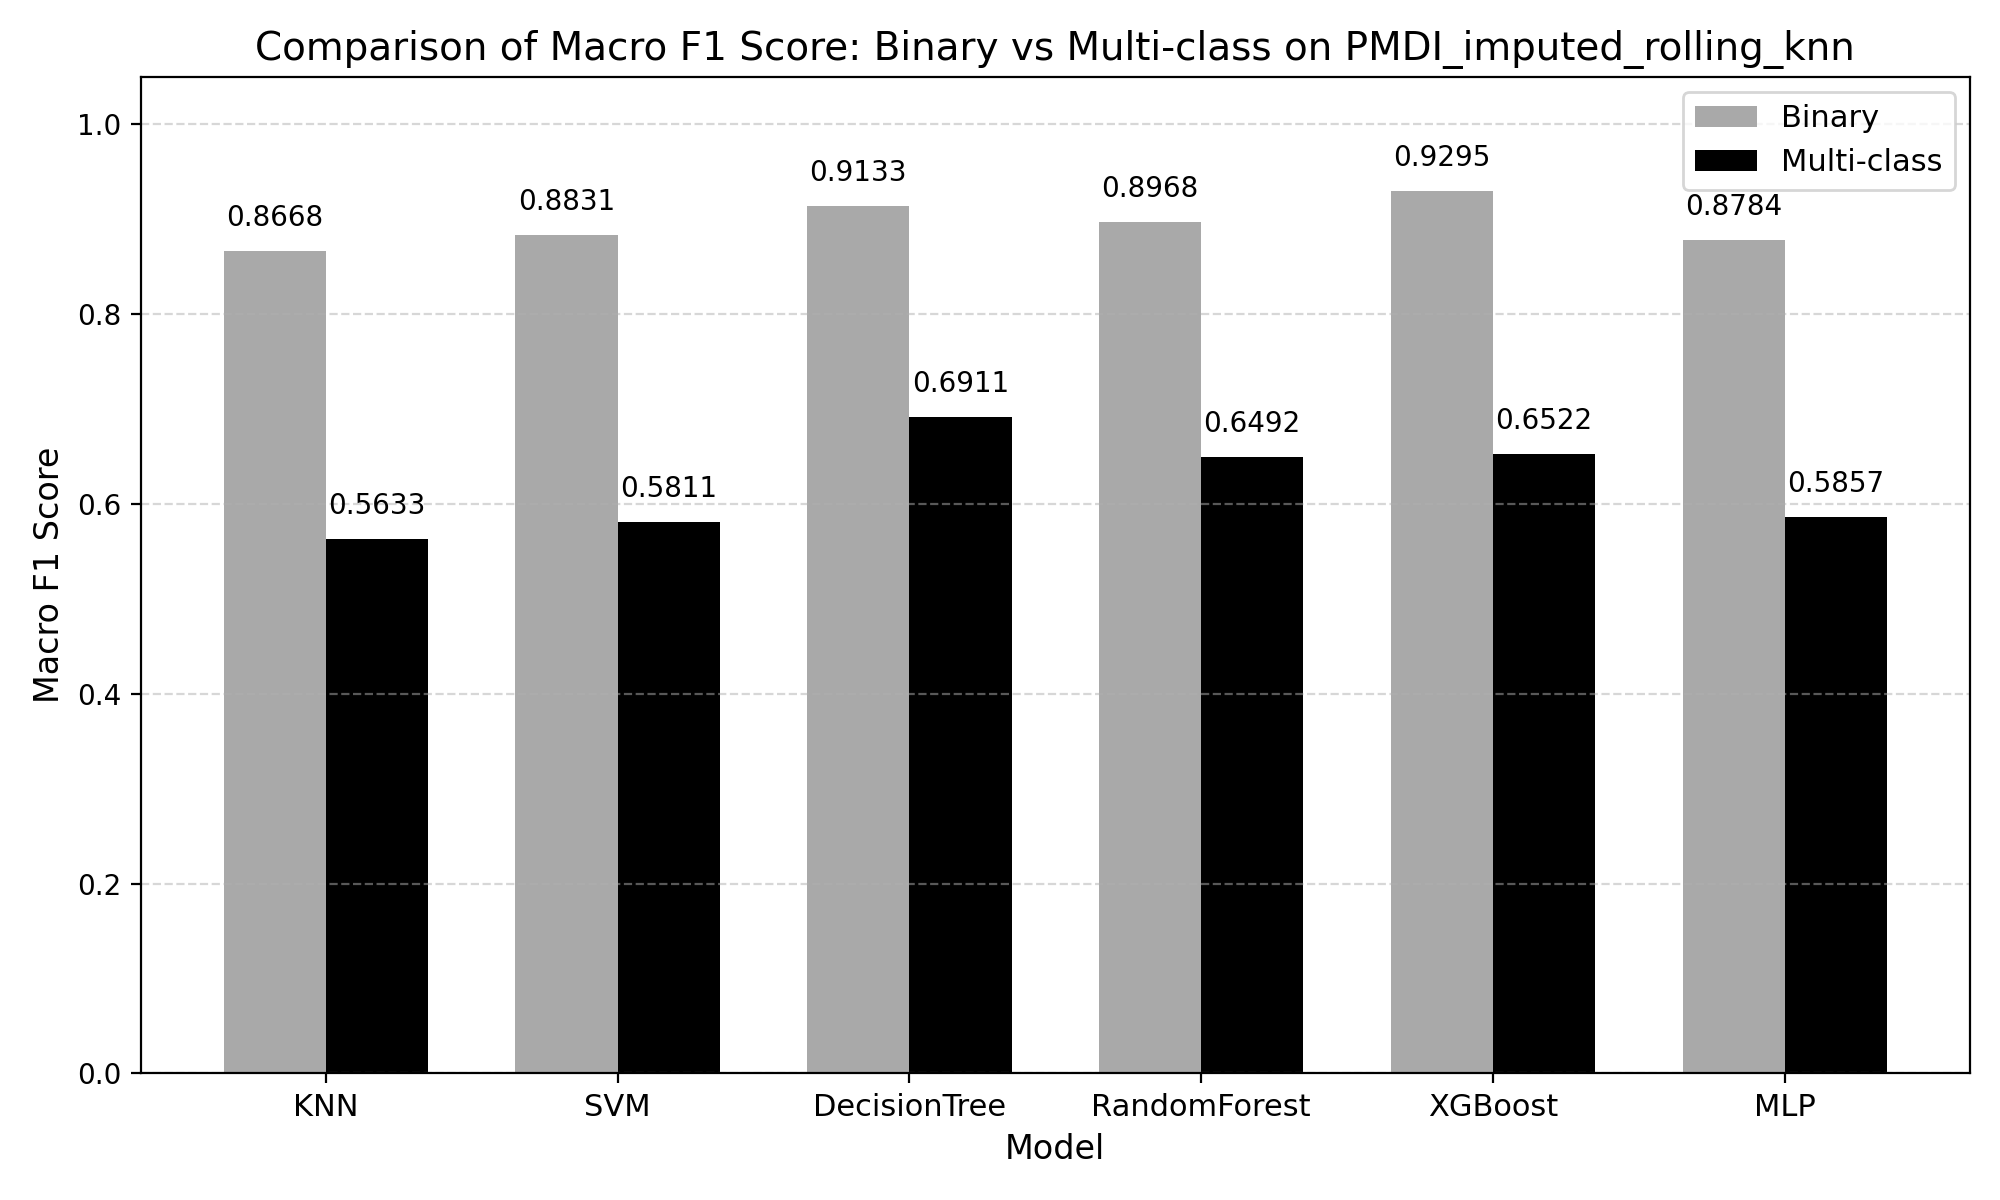 Comparison of Macro F1 Score: Binary vs Multi-class on PMDI_imputed_rolling_knn
Binary
Multi-class
Macro F1 Score
1.0
0.8
0.6
0.4
0.2
0.0
0.8668
0.5633
0.8831
0.5811
0.9133
0.6911
0.8968
0.6492
0.9295
0.6522
0.8784
0.5857
KNN
SVM
DecisionTree
RandomForest
XGBoost
MLP
Model